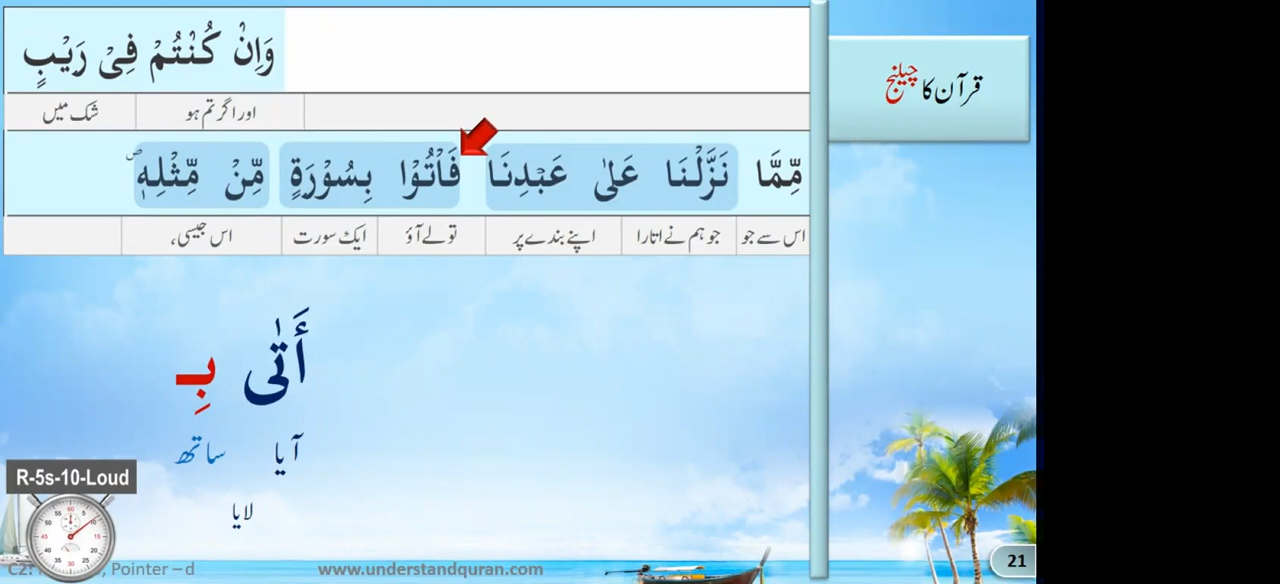 وَاِنْ كُنْتُمْ فِیْ رَیْبٍ
اور اگر تم ہو شک میں
مِّمَّا نَزَّلْنَا عَلٰی عَبْدِنَا فَاْتُوْا بِسُوْرَةٍ مِّنْ مِّثْلِهٖ ۪
اس سے جو جو ہم نے اتارا اپنے بندے پر تو لے آؤ ایک سورت اس جیسی،
قرآن کا چیلنج
أَتٰى بِـ
آیا ساتھ
لایا
R-5s-10-Loud
Pointer – d
www.understandquran.com
21